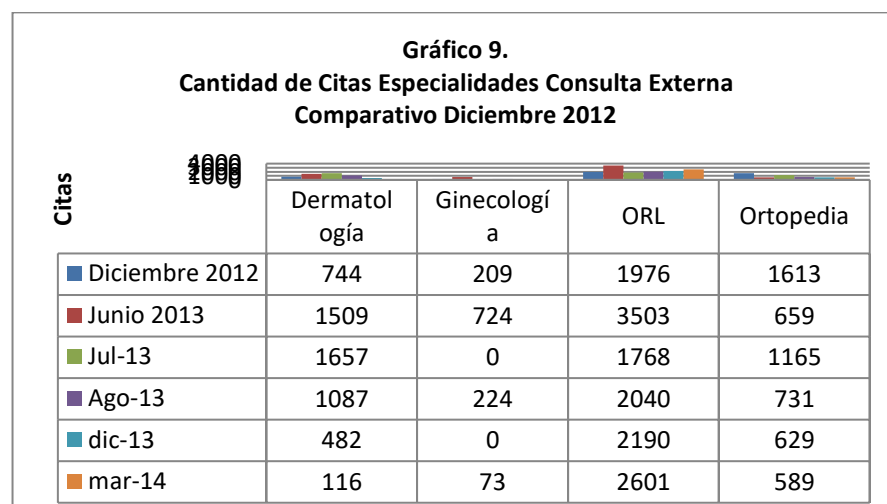 Gráfico 9.
Cantidad de Citas Especialidades Consulta Externa
Comparativo Diciembre 2012
Citas
4000
0
Dermatol
ogía
Ginecologí
a
ORL
Ortopedia
Diciembre 2012 744 209 1976 1613
Junio 2013 1509 724 3503 659
Jul-13 1657 0 1768 1165
Ago-13 1087 224 2040 731
dic-13 482 0 2190 629
mar-14 116 73 2601 589